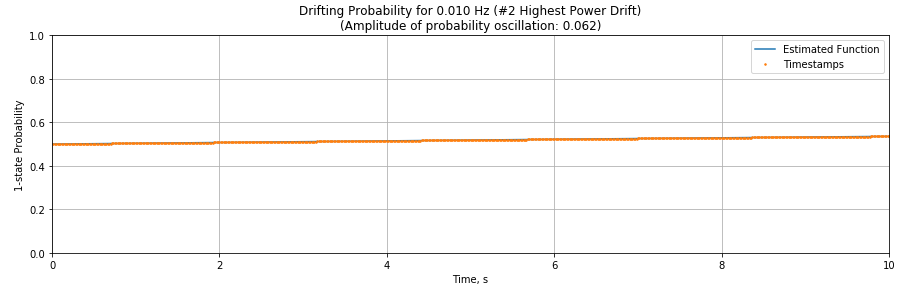 Drifting Probability for 0.010 Hz (#2 Highest Power Drift)
(Amplitude of probability oscillation: 0.062)
1.0
0.8
0.6
0.4
0.2
0.0
1-state Probability
Estimated Function
Timestamps
0 2 4 6 8 10
Time, s